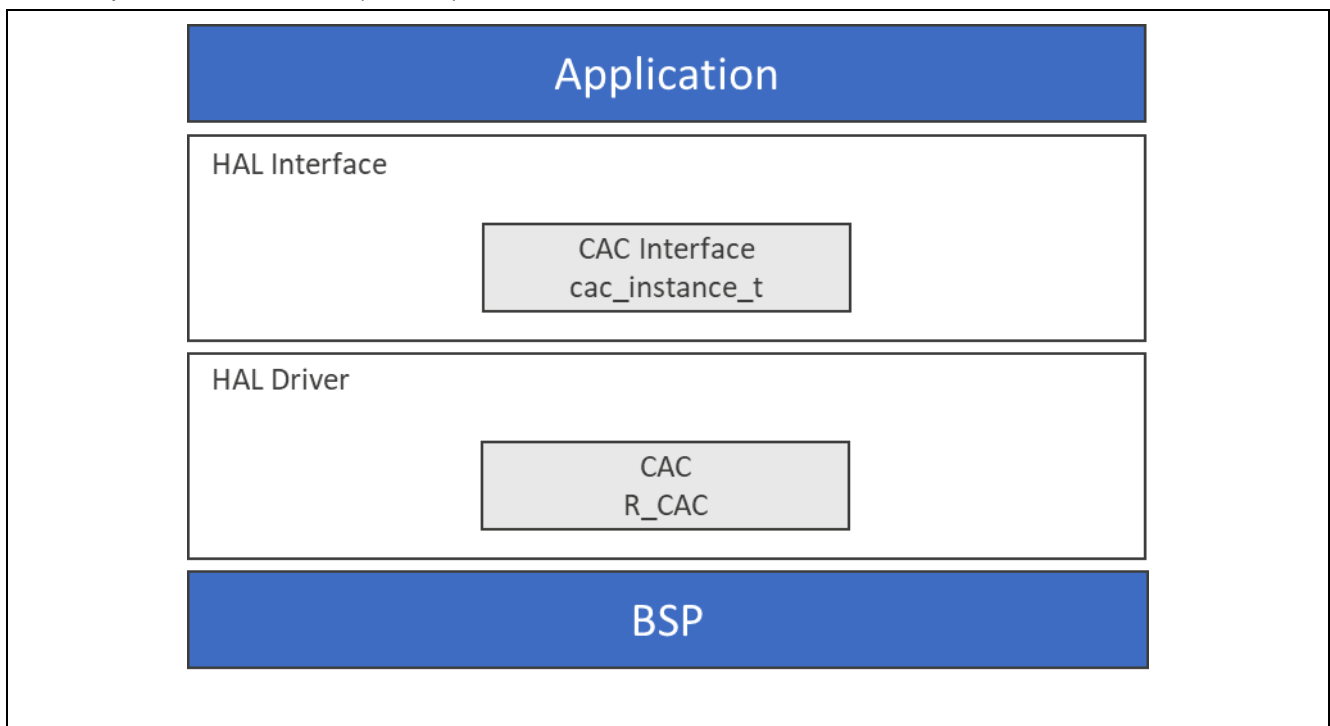 Application
HAL Interface
CAC Interface
cac_instance_t
HAL Driver
CAC
R_CAC
BSP